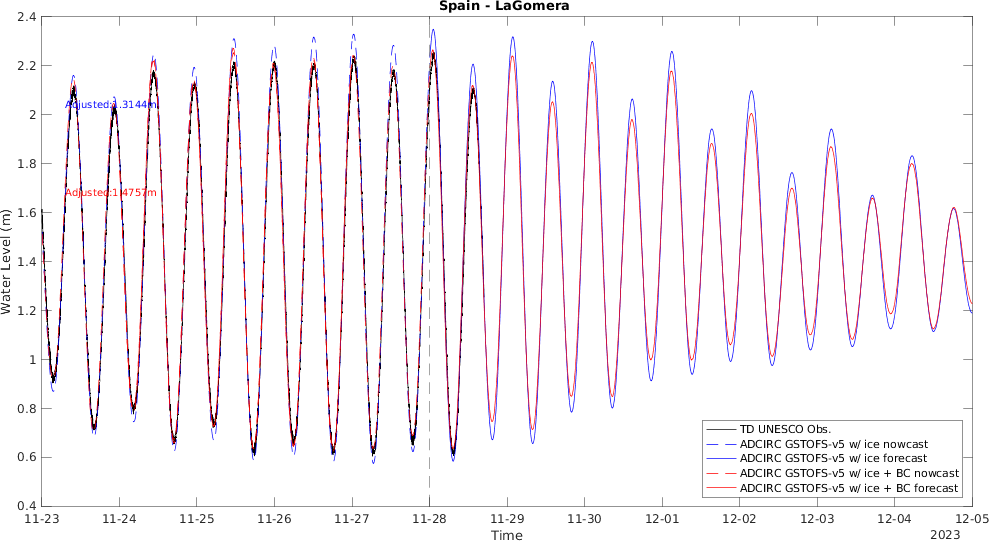 Spain - LaGomera
2.4
2.2
2
1.8
1.6
1.4
1.2
1
0.8
0.6
0.4
Water Level (m)
Adjusted:1.3144m
Adjusted:1.4757m
TD UNESCO Obs.
ADCIRC GSTOFS-v5 w/ ice nowcast
ADCIRC GSTOFS-v5 w/ ice forecast
ADCIRC GSTOFS-v5 w/ ice + BC nowcast
ADCIRC GSTOFS-v5 w/ ice + BC forecast
11-23 11-24 11-25 11-26 11-27 11-28 11-29 11-30 12-01 12-02 12-03 12-04 12-05
Time
2023